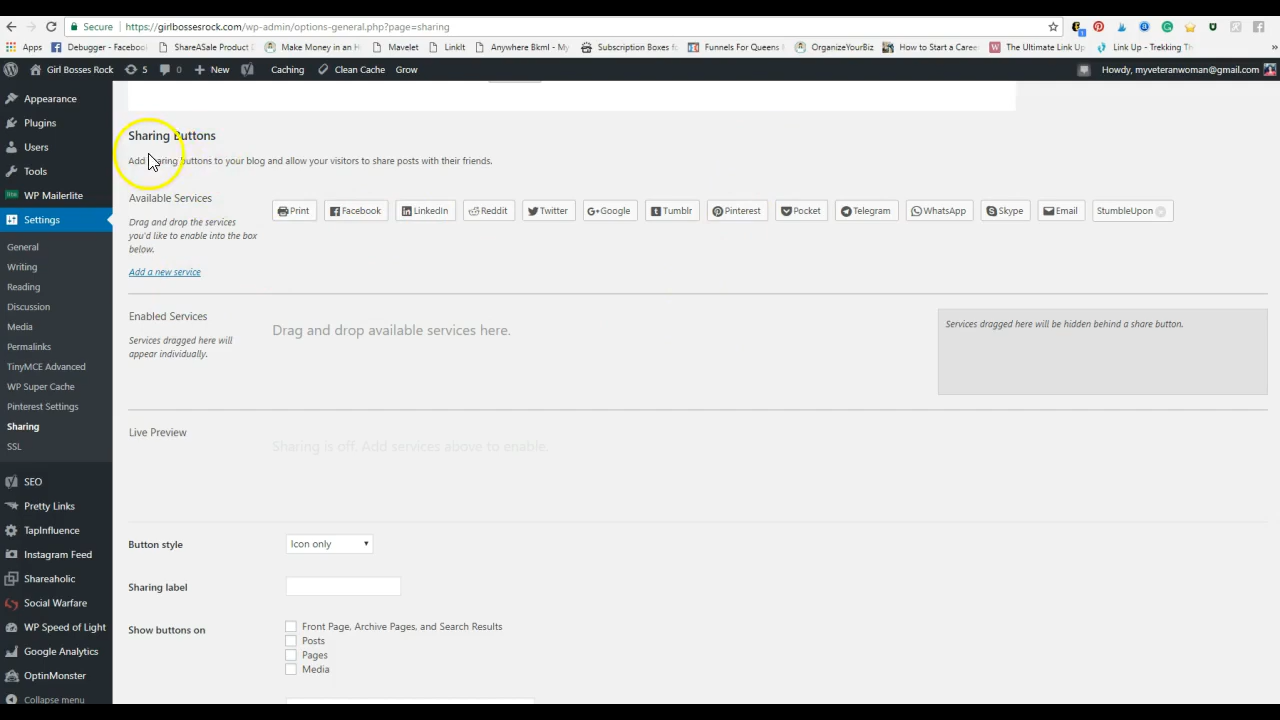 Secure https://girlbossesrock.com/wp-admin/options-general.php?page=sharing
Apps Debugger - Faceboo ShareASale Product D Make Money in an H Mavelet LinkIt Anywhere Bkml - My Subscription Boxes fo Funnels For Queens OrganizeYourBiz How to Start a Caree The Ultimate Link Up Link Up - Trekking Th »
Girl Bosses Rock 5 0 + New Caching Clean Cache Grow Howdy, myveteranwoman@gmail.com
Appearance
Plugins
Users
Tools
WP Mailerlite
Settings
General
Writing
Reading
Discussion
Media
Permalinks
TinyMCE Advanced
WP Super Cache
Pinterest Settings
Sharing
SSL
SEO
Pretty Links
TapInfluence
Instagram Feed
Shareaholic
Social Warfare
WP Speed of Light
Google Analytics
OptinMonster
Collapse menu
Sharing Buttons
Add sharing buttons to your blog and allow your visitors to share posts with their friends.
Available Services
Drag and drop the services
you'd like to enable into the box
below.
Add a new service
Print Facebook LinkedIn Reddit Twitter Google Tumblr Pinterest Pocket Telegram WhatsApp Skype Email StumbleUpon
Enabled Services
Services dragged here will
appear individually.
Drag and drop available services here.
Services dragged here will be hidden behind a share button.
Live Preview
Sharing is off. Add services above to enable.
Button style
Icon only
Sharing label
Show buttons on
Front Page, Archive Pages, and Search Results
Posts
Pages
Media